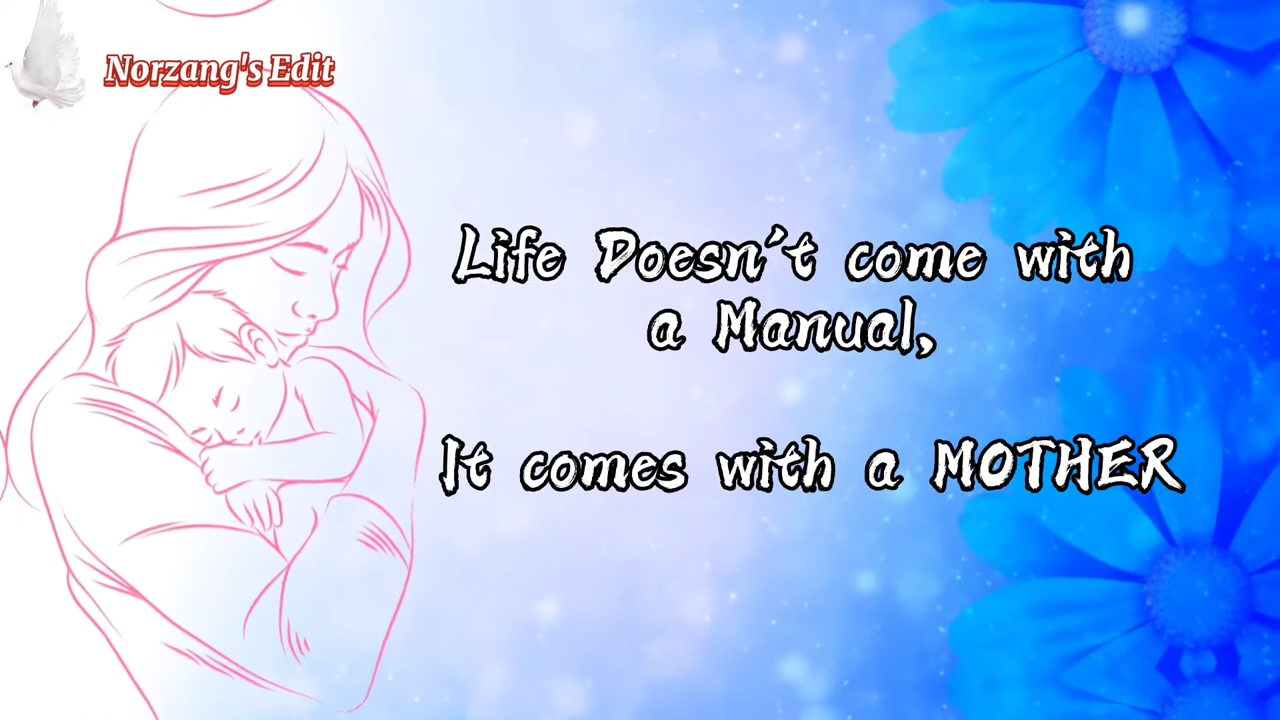 Norzang's Edit
Life Doesn't come with
a Manual,
It comes with a MOTHER